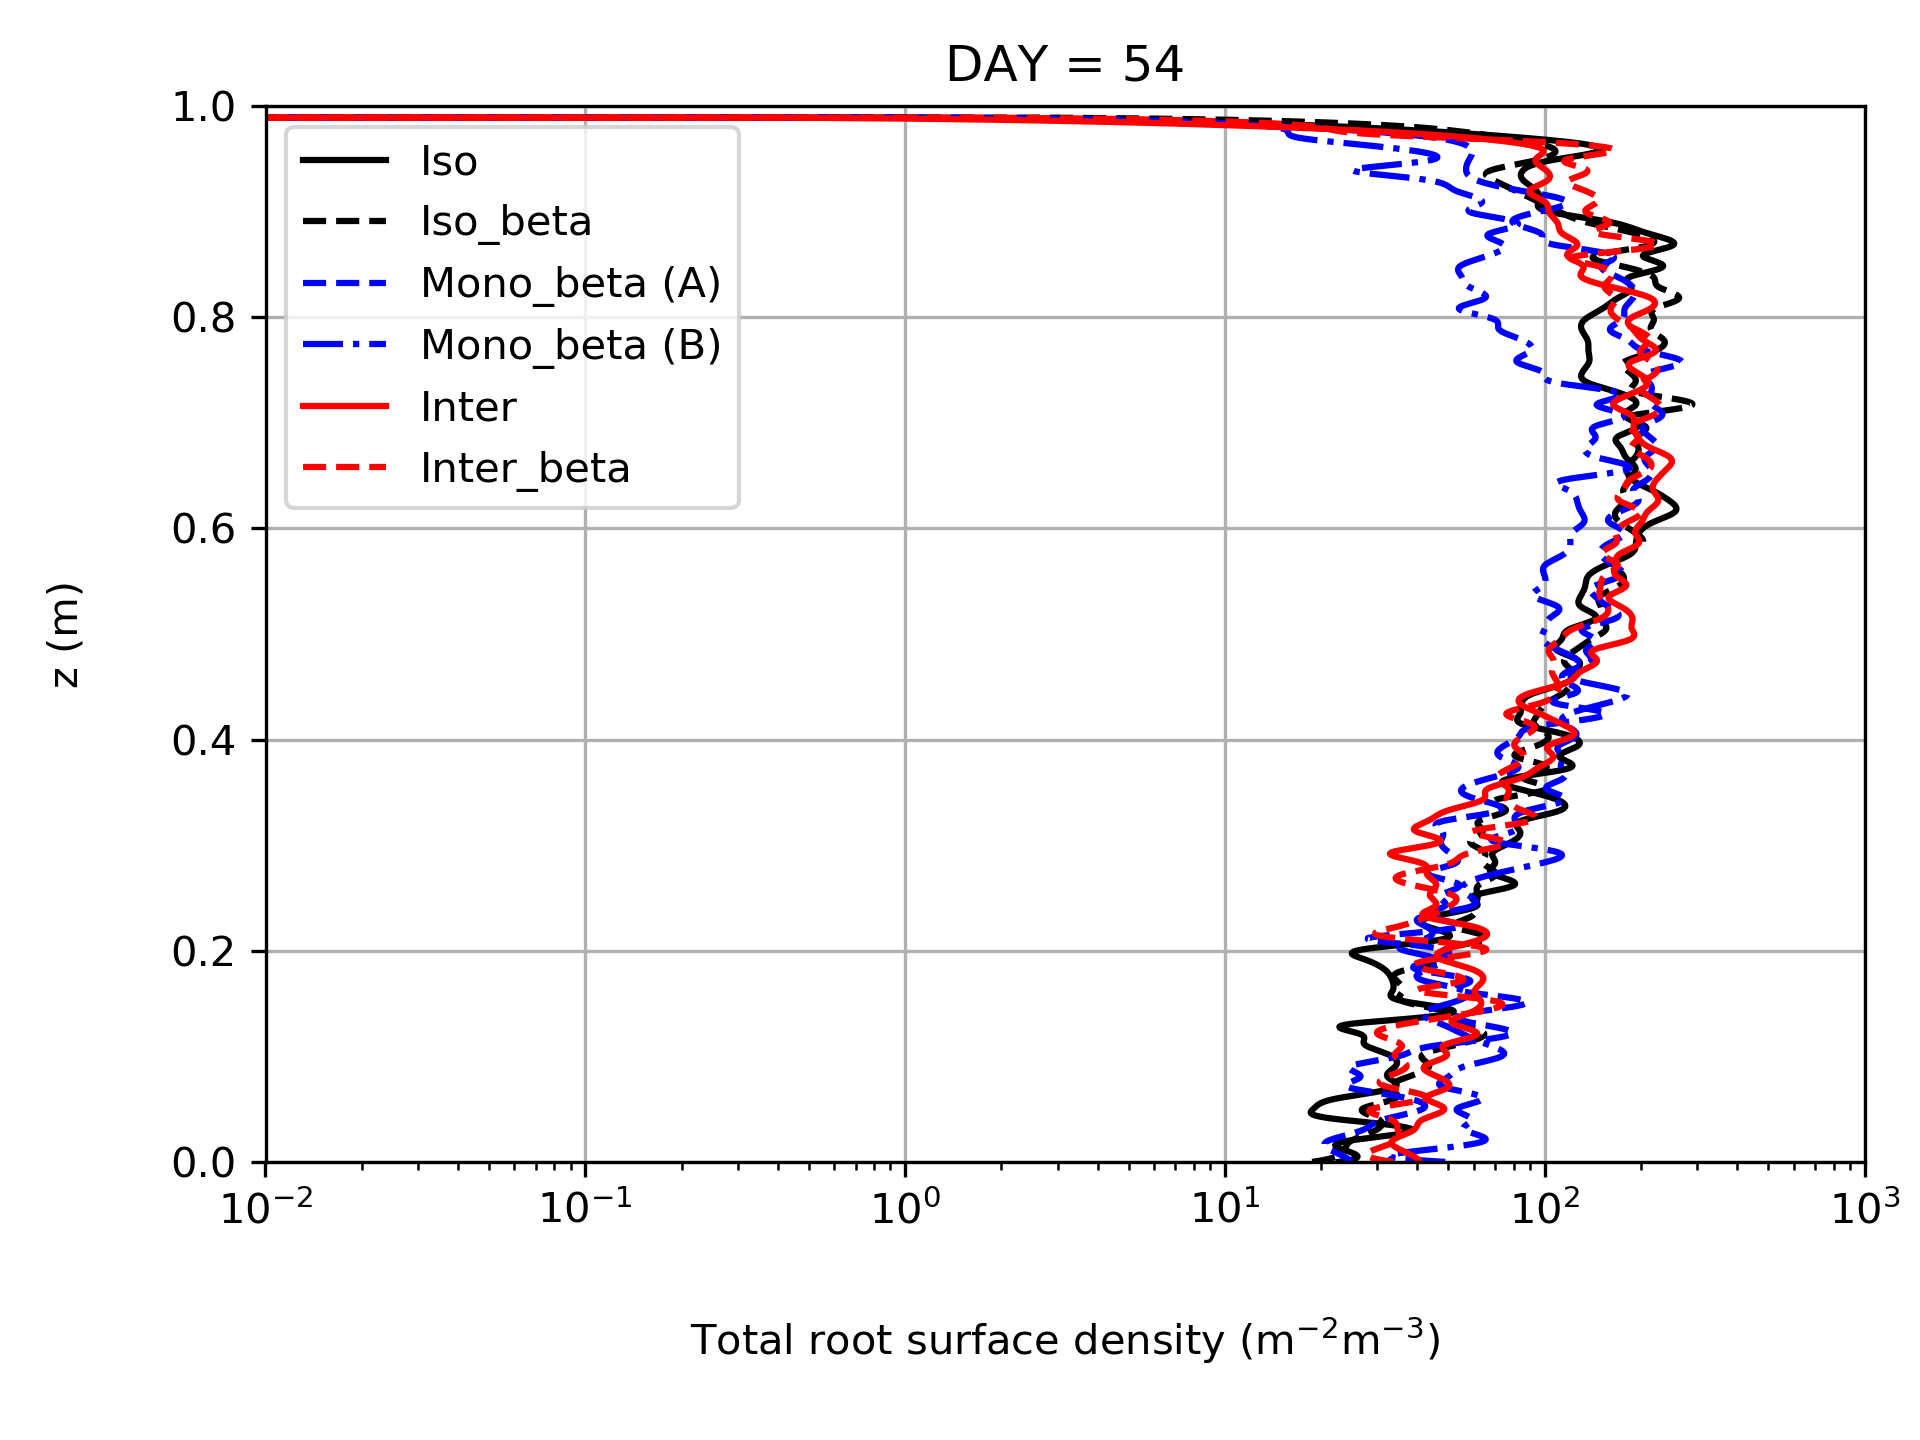 DAY = 54
1.0
0.8
0.6
0.4
0.2
0.0
z (m)
Iso
Iso_beta
Mono_beta (A)
Mono_beta (B)
Inter
Inter_beta
10⁻² 10⁻¹ 10⁰ 10¹ 10² 10³
Total root surface density (m⁻²m⁻³)